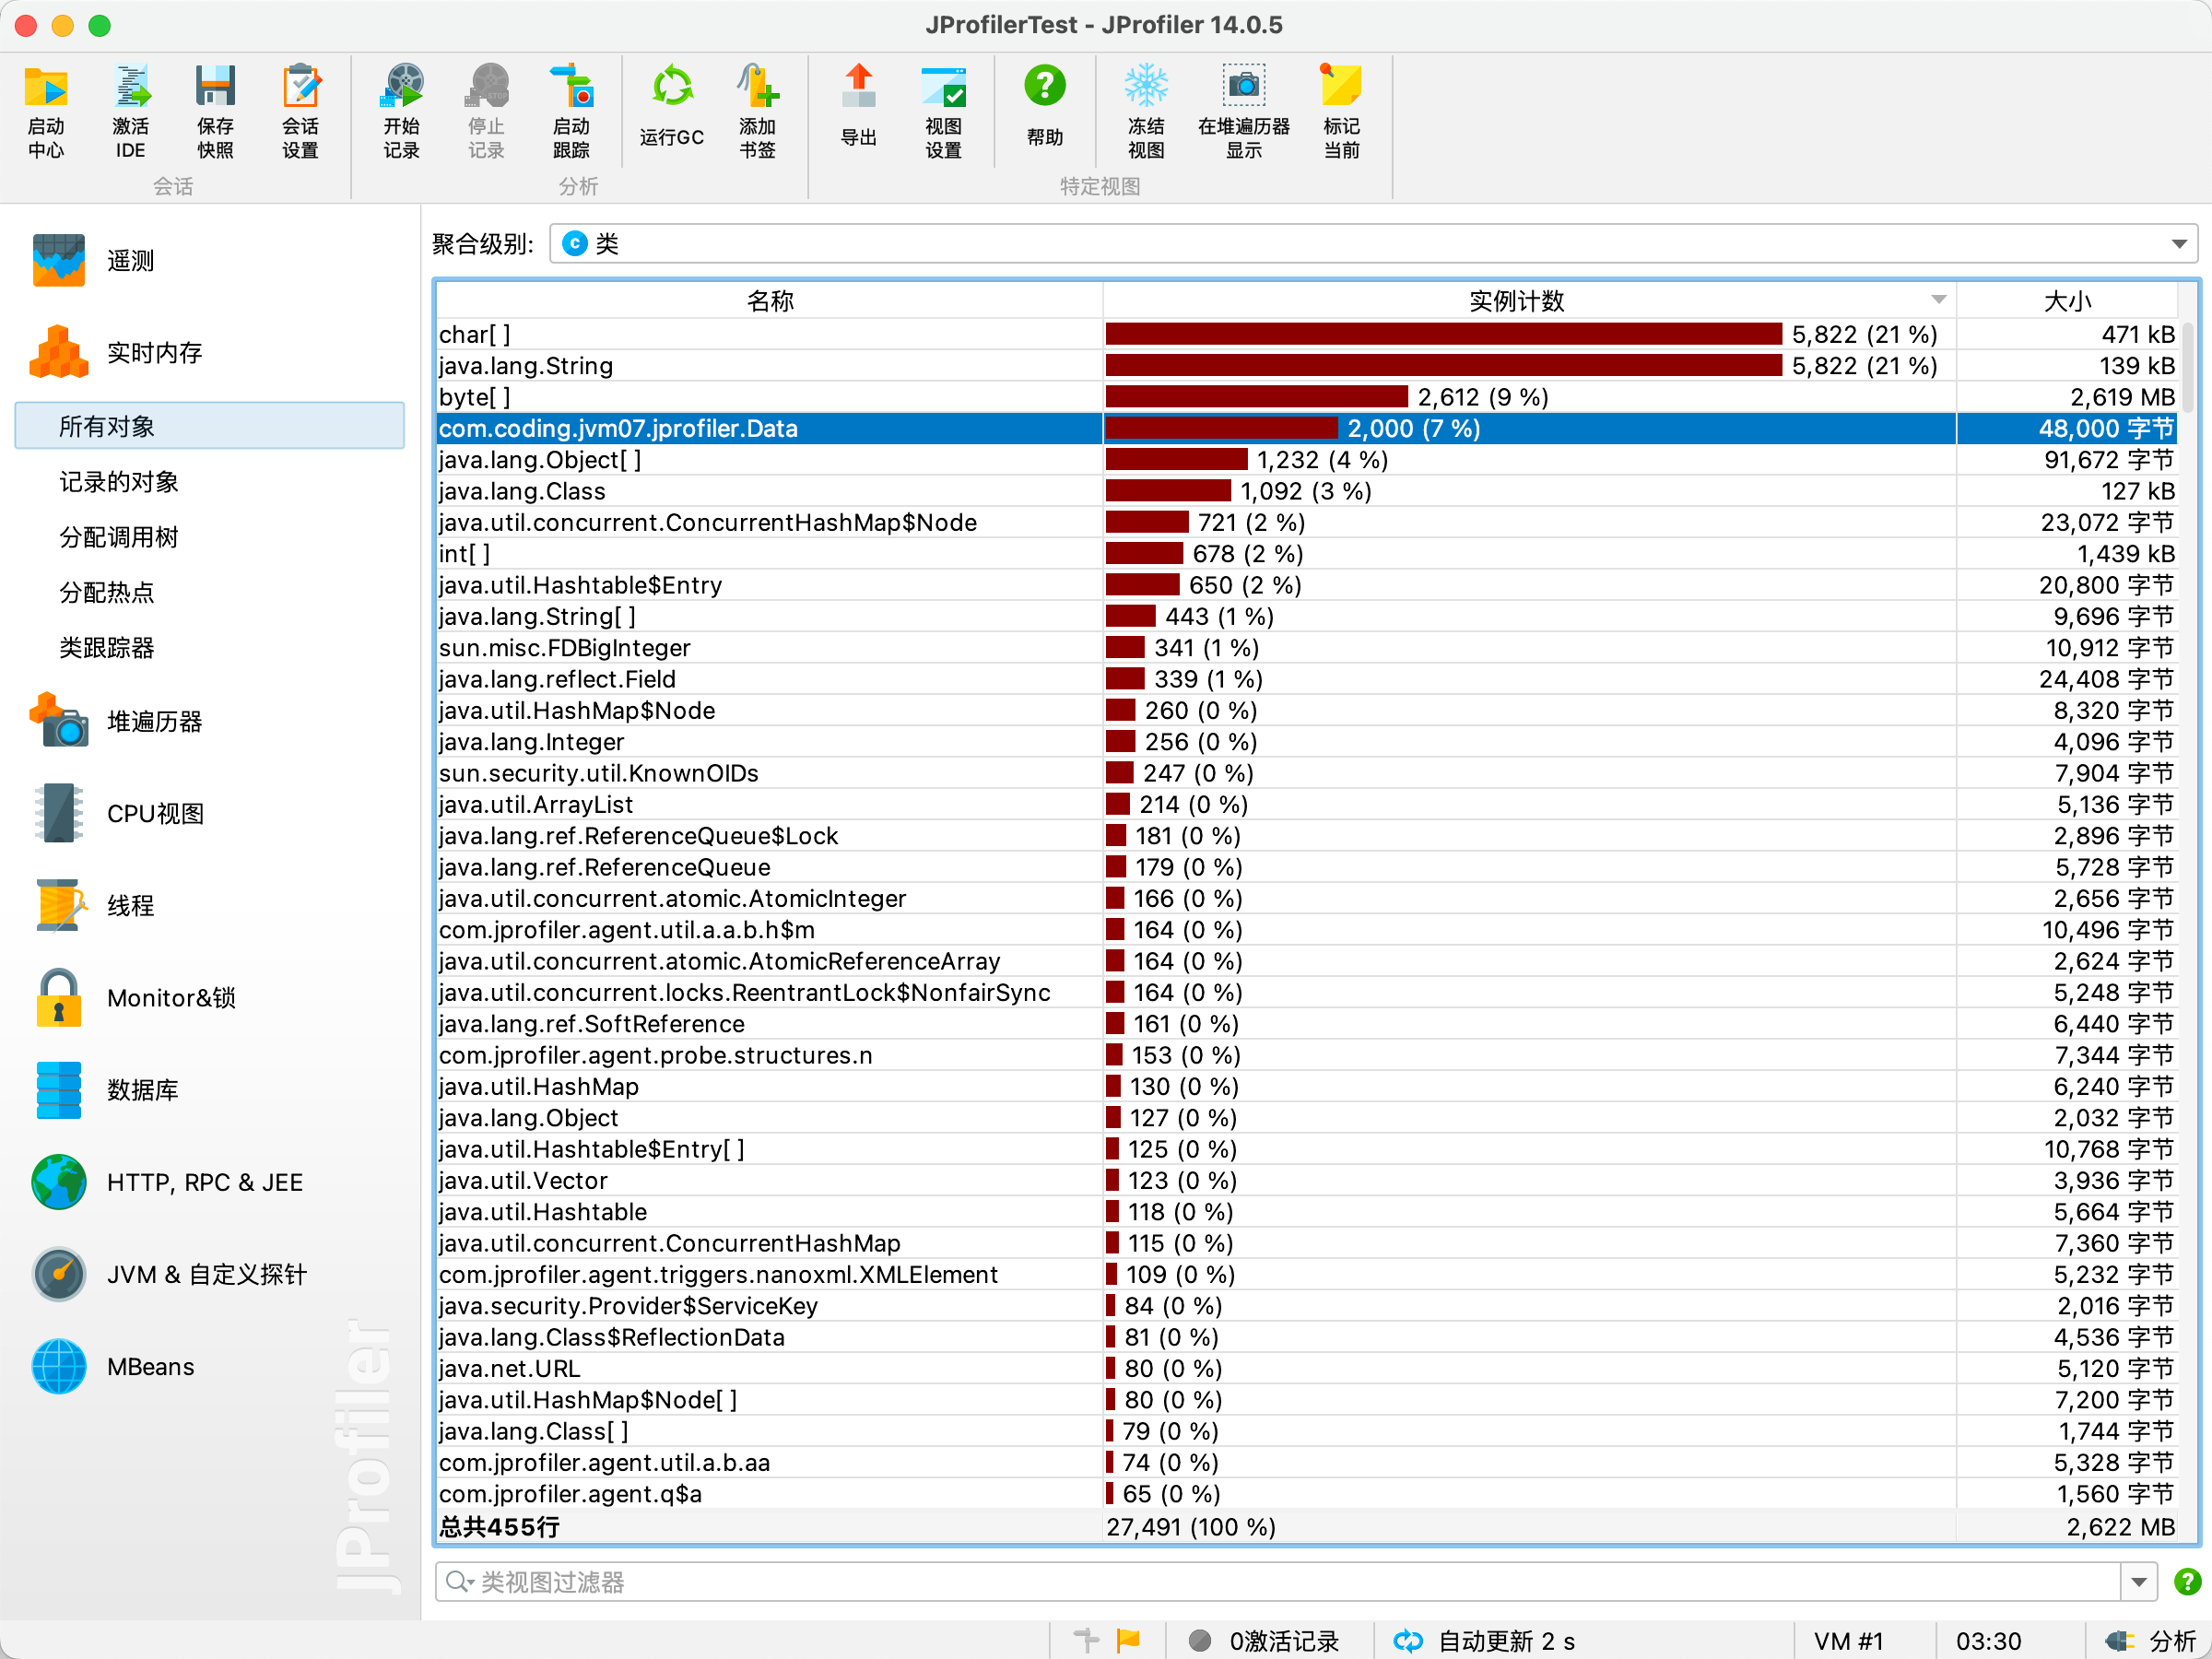 JProfilerTest - JProfiler 14.0.5
启动
中心
激活
IDE
保存
快照
会话
设置
开始
记录
停止
记录
启动
跟踪
运行GC
添加
书签
导出
视图
设置
帮助
冻结
视图
在堆遍历器
显示
标记
当前
会话
分析
特定视图
遥测
实时内存
所有对象
记录的对象
分配调用树
分配热点
类跟踪器
堆遍历器
CPU视图
线程
Monitor&锁
数据库
HTTP, RPC & JEE
JVM & 自定义探针
MBeans
JProfiler
聚合级别: c 类
名称 实例计数 大小
char[ ] 5,822 (21 %) 471 kB
java.lang.String 5,822 (21 %) 139 kB
byte[ ] 2,612 (9 %) 2,619 MB
com.coding.jvm07.jprofiler.Data 2,000 (7 %) 48,000 字节
java.lang.Object[ ] 1,232 (4 %) 91,672 字节
java.lang.Class 1,092 (3 %) 127 kB
java.util.concurrent.ConcurrentHashMap$Node 721 (2 %) 23,072 字节
int[ ] 678 (2 %) 1,439 kB
java.util.Hashtable$Entry 650 (2 %) 20,800 字节
java.lang.String[ ] 443 (1 %) 9,696 字节
sun.misc.FDBigInteger 341 (1 %) 10,912 字节
java.lang.reflect.Field 339 (1 %) 24,408 字节
java.util.HashMap$Node 260 (0 %) 8,320 字节
java.lang.Integer 256 (0 %) 4,096 字节
sun.security.util.KnownOIDs 247 (0 %) 7,904 字节
java.util.ArrayList 214 (0 %) 5,136 字节
java.lang.ref.ReferenceQueue$Lock 181 (0 %) 2,896 字节
java.lang.ref.ReferenceQueue 179 (0 %) 5,728 字节
java.util.concurrent.atomic.AtomicInteger 166 (0 %) 2,656 字节
com.jprofiler.agent.util.a.a.b.h$m 164 (0 %) 10,496 字节
java.util.concurrent.atomic.AtomicReferenceArray 164 (0 %) 2,624 字节
java.util.concurrent.locks.ReentrantLock$NonfairSync 164 (0 %) 5,248 字节
java.lang.ref.SoftReference 161 (0 %) 6,440 字节
com.jprofiler.agent.probe.structures.n 153 (0 %) 7,344 字节
java.util.HashMap 130 (0 %) 6,240 字节
java.lang.Object 127 (0 %) 2,032 字节
java.util.Hashtable$Entry[ ] 125 (0 %) 10,768 字节
java.util.Vector 123 (0 %) 3,936 字节
java.util.Hashtable 118 (0 %) 5,664 字节
java.util.concurrent.ConcurrentHashMap 115 (0 %) 7,360 字节
com.jprofiler.agent.triggers.nanoxml.XMLElement 109 (0 %) 5,232 字节
java.security.Provider$ServiceKey 84 (0 %) 2,016 字节
java.lang.Class$ReflectionData 81 (0 %) 4,536 字节
java.net.URL 80 (0 %) 5,120 字节
java.util.HashMap$Node[ ] 80 (0 %) 7,200 字节
java.lang.Class[ ] 79 (0 %) 1,744 字节
com.jprofiler.agent.util.a.b.aa 74 (0 %) 5,328 字节
com.jprofiler.agent.q$a 65 (0 %) 1,560 字节
总共455行 27,491 (100 %) 2,622 MB
类视图过滤器
0激活记录 自动更新 2 s VM #1 03:30 分析